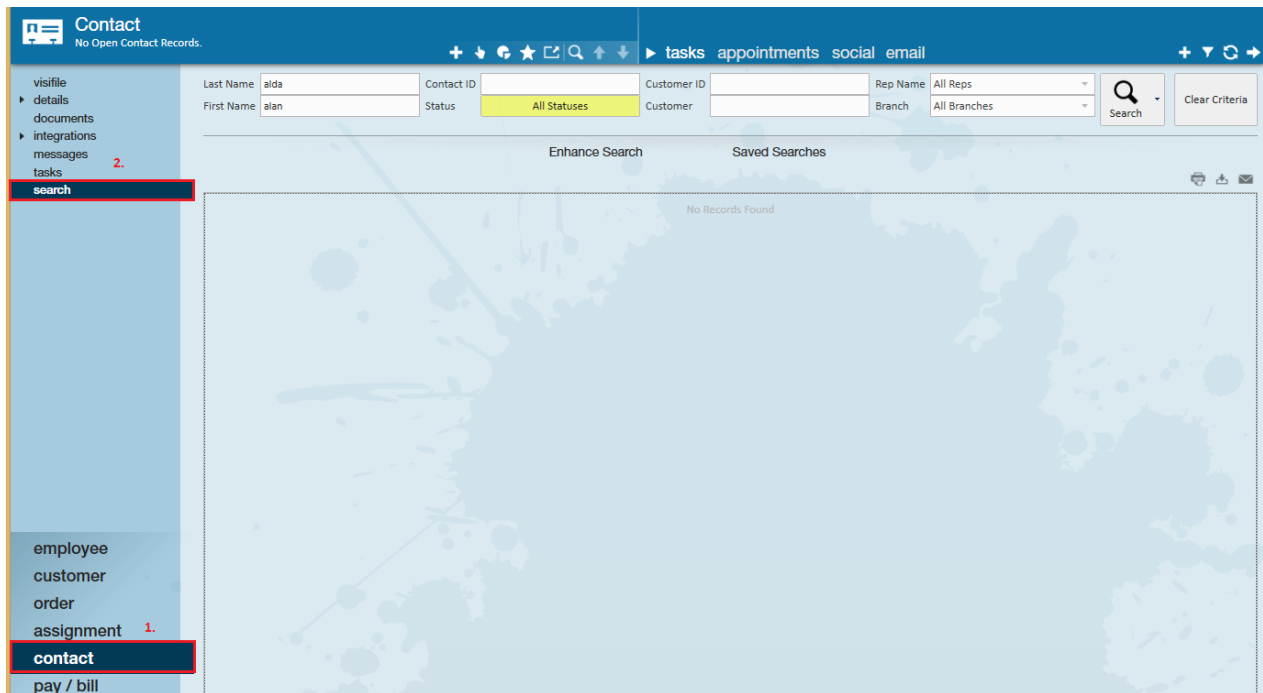 Contact
No Open Contact Records.
tasks appointments social email
visifile
details
documents
integrations
messages
2.
tasks
search
Last Name alda Contact ID Customer ID Rep Name All Reps
First Name alan Status All Statuses Customer Branch All Branches
Search
Clear Criteria
Enhance Search Saved Searches
No Records Found
employee
customer
order
assignment 1.
contact
pay / bill